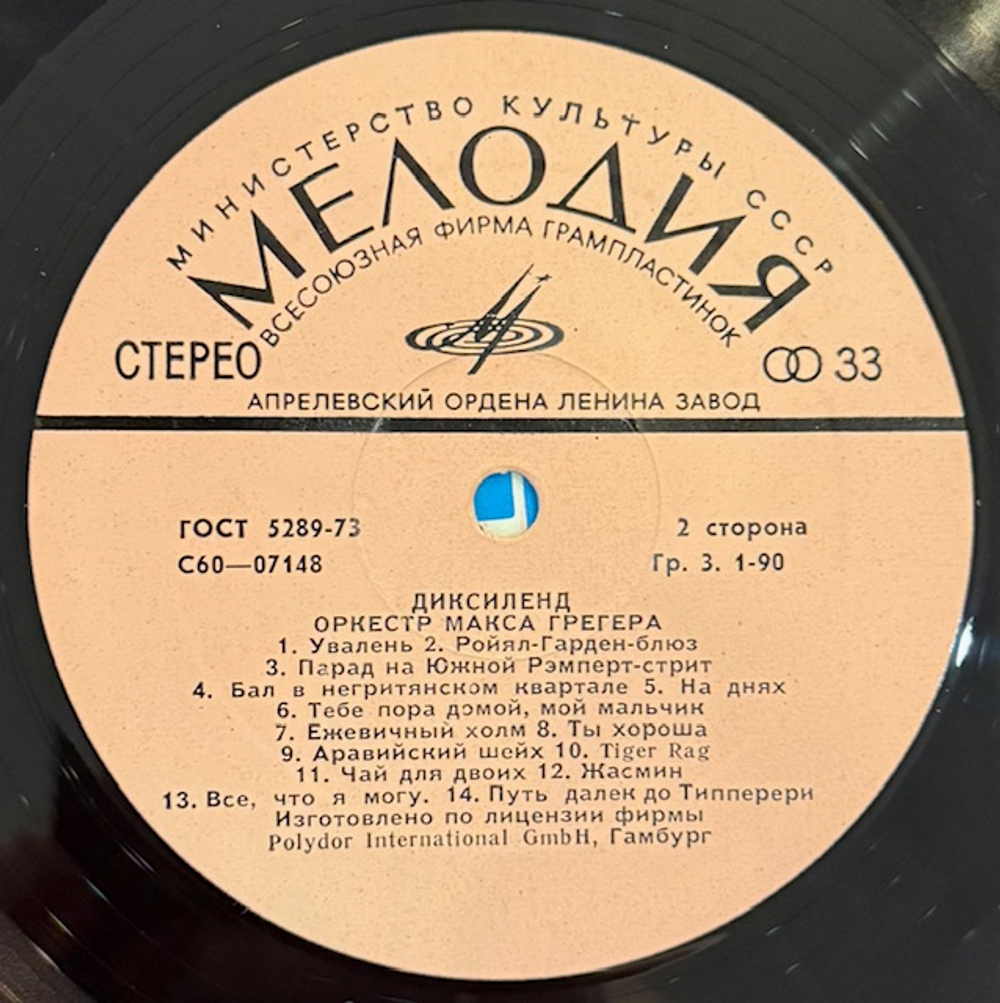 МИНИСТЕРСТВО КУЛЬТУРЫ СССР
МЕЛОДИЯ
ВСЕСОЮЗНАЯ ФИРМА ГРАМПЛАСТИНОК
СТЕРЕО
33
АПРЕЛЕВСКИЙ ОРДЕНА ЛЕНИНА ЗАВОД
ГОСТ 5289-73
2 сторона
С60—07148
Гр. 3. 1-90
ДИКСИЛЕНД
ОРКЕСТР МАКСА ГРЕГЕРА
1. Увалень 2. Ройял-Гарден-блюз
3. Парад на Южной Рэмперт-стрит
4. Бал в негритянском квартале 5. На днях
6. Тебе пора домой, мой мальчик
7. Ежевичный холм 8. Ты хороша
9. Аравийский шейх 10. Tiger Rag
11. Чай для двоих 12. Жасмин
13. Все, что я могу. 14. Путь далек до Типперери
Изготовлено по лицензии фирмы
Polydor International GmbH, Гамбург